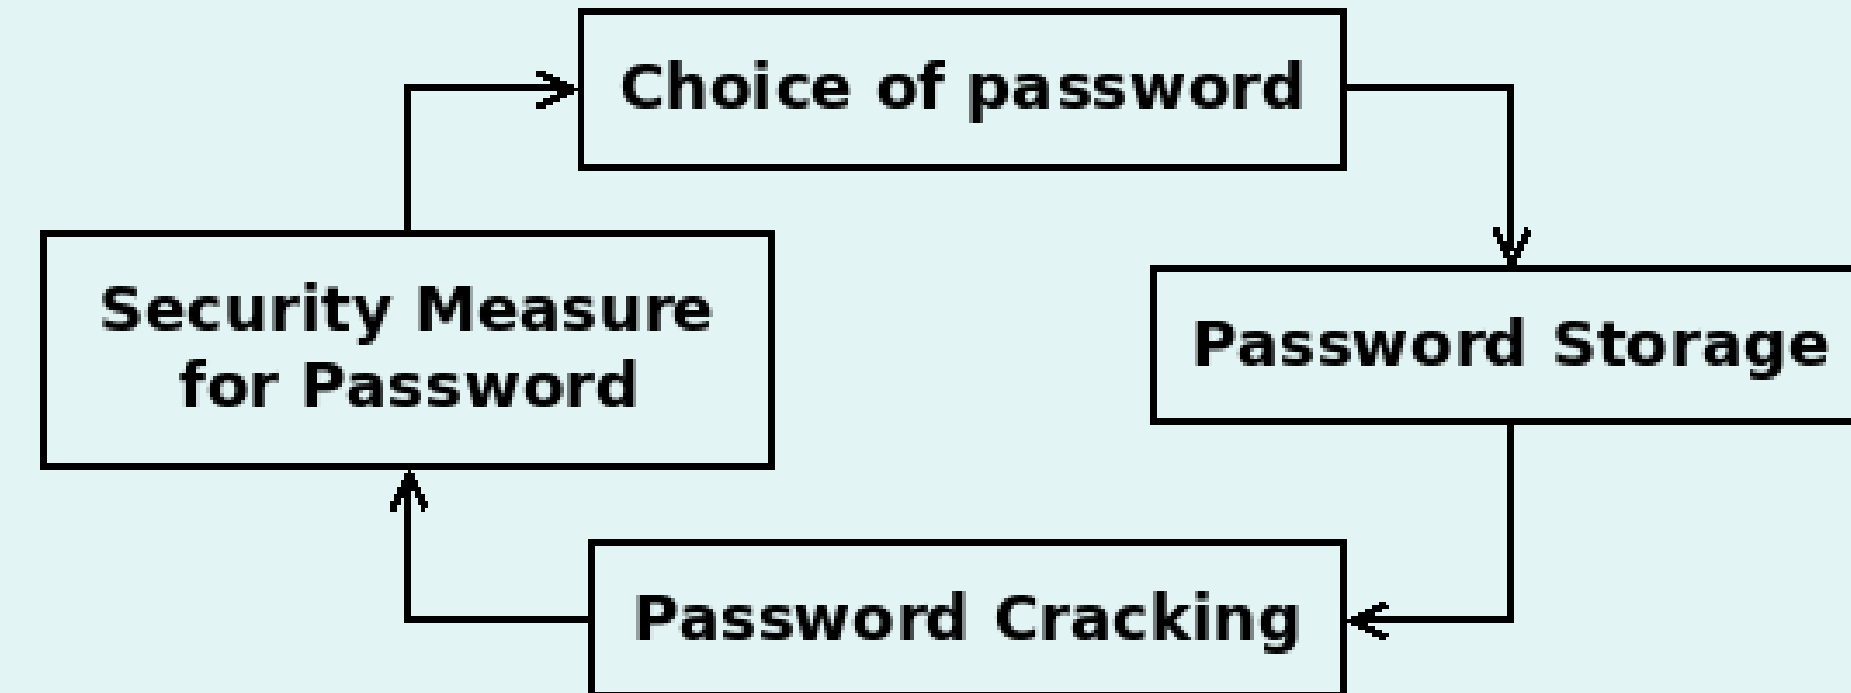 Choice of password
Security Measure
for Password
Password Storage
Password Cracking